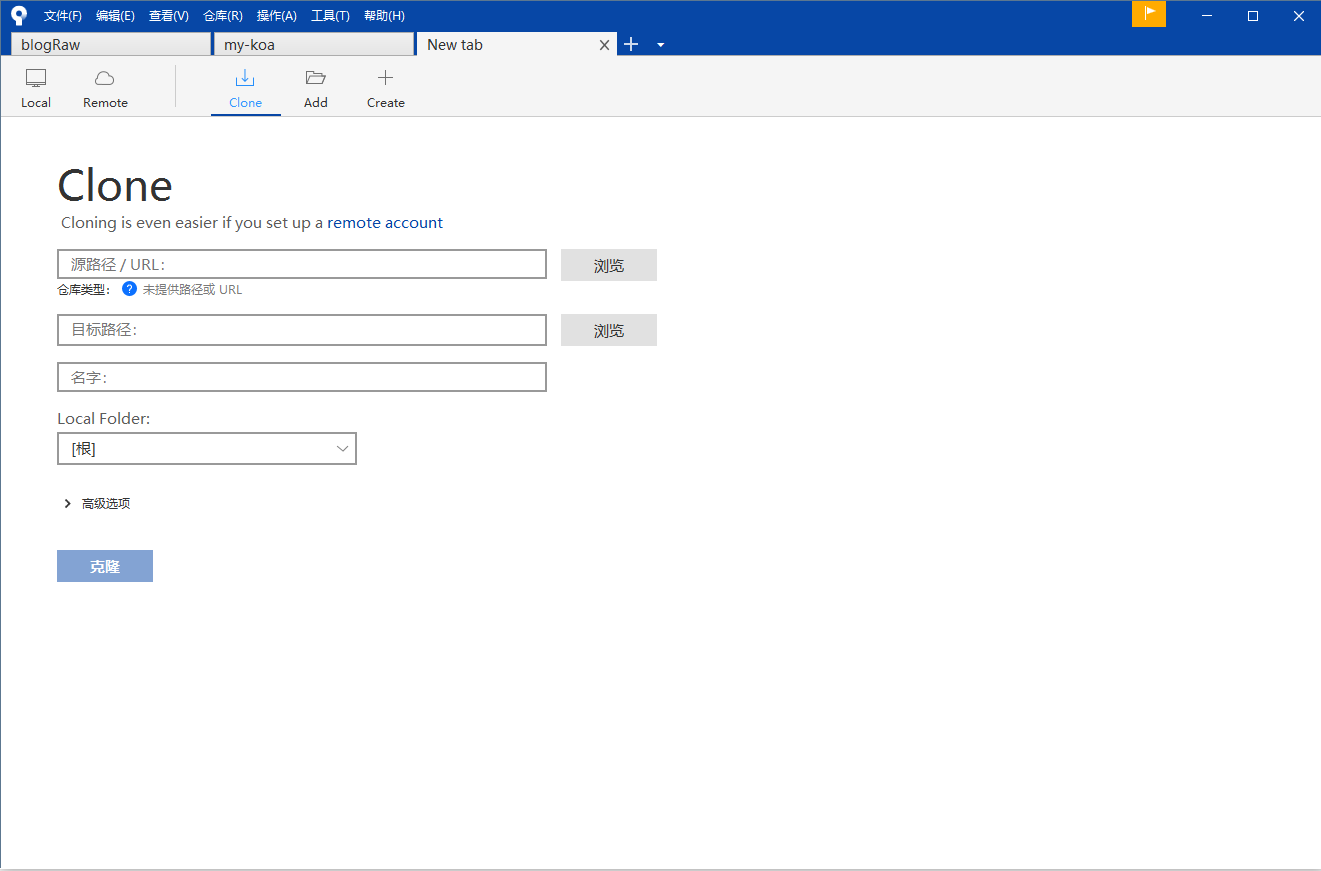 文件(F) 编辑(E) 查看(V) 仓库(R) 操作(A) 工具(T) 帮助(H)
blogRaw my-koa New tab
Local Remote Clone Add Create
Clone
Cloning is even easier if you set up a remote account
源路径 / URL: 浏览
仓库类型: ? 未提供路径或 URL
目标路径: 浏览
名字:
Local Folder:
[根]
高级选项
克隆